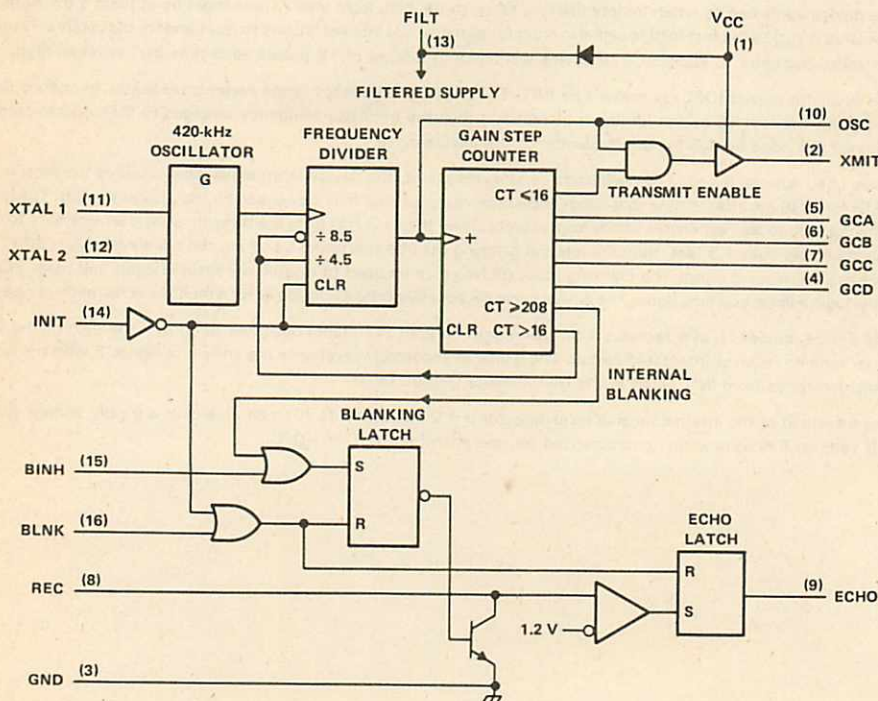 FILT
VCC
(13)
(1)
FILTERED SUPPLY
420-kHz
OSCILLATOR
G
FREQUENCY
DIVIDER
÷ 8.5
÷ 4.5
CLR
GAIN STEP
COUNTER
CT ≤16
+
CT ≥208
CLR CT >16
(10) OSC
(2) XMIT
TRANSMIT ENABLE
(5) GCA
(6) GCB
(7) GCC
(4) GCD
XTAL 1 (11)
XTAL 2 (12)
INIT (14)
INTERNAL
BLANKING
BLANKING
LATCH
S
R
BINH (15)
BLNK (16)
REC (8)
GND (3)
1.2 V
ECHO
LATCH
R
S
(9) ECHO